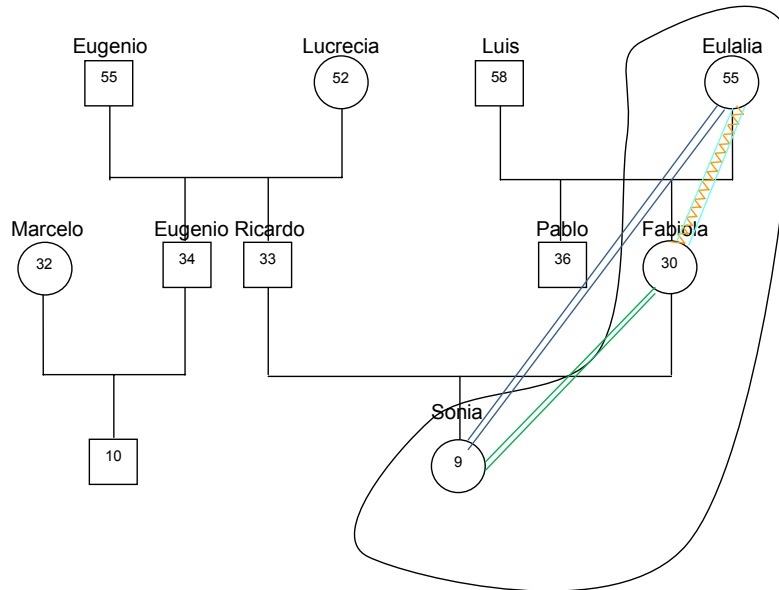 Eugenio Lucrecia Luis Eulalia
55 52 58 55
Marcelo Eugenio Ricardo Pablo Fabiola
32 34 33 36 30
Sonia
10 9